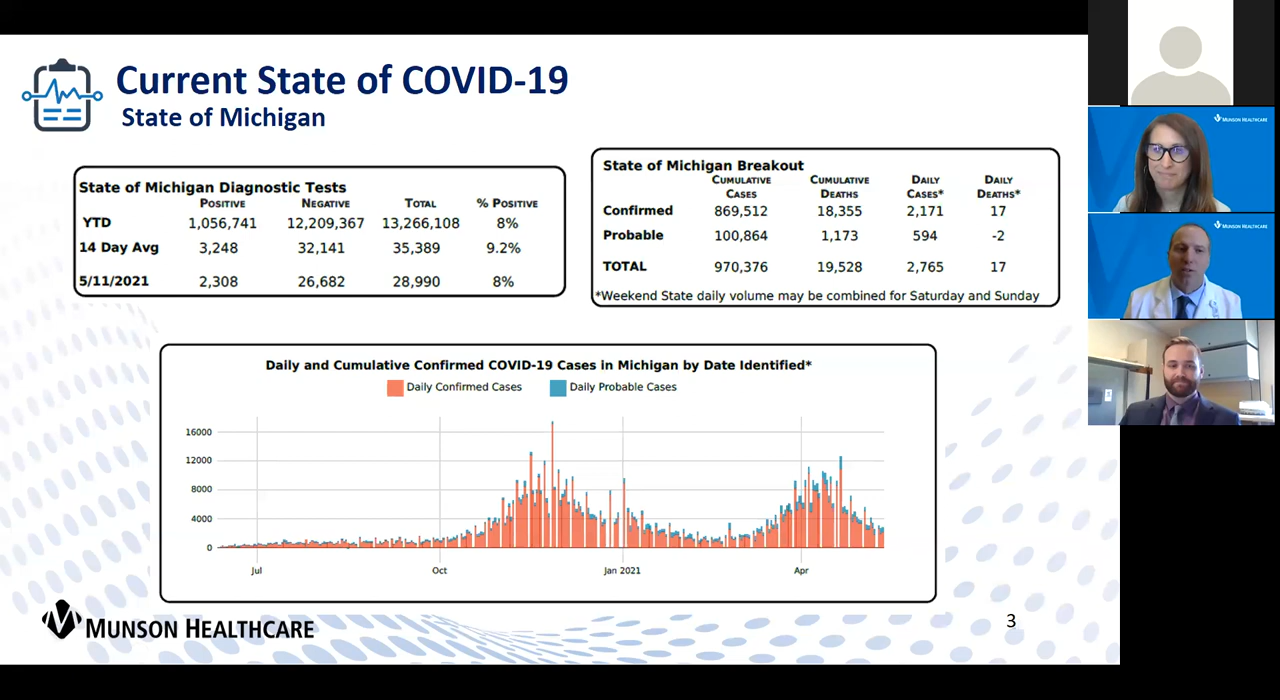 Current State of COVID-19
State of Michigan
State of Michigan Diagnostic Tests
POSITIVE NEGATIVE TOTAL % POSITIVE
YTD 1,056,741 12,209,367 13,266,108 8%
14 Day Avg 3,248 32,141 35,389 9.2%
5/11/2021 2,308 26,682 28,990 8%
State of Michigan Breakout
CUMULATIVE CASES CUMULATIVE DEATHS DAILY CASES* DAILY DEATHS*
Confirmed 869,512 18,355 2,171 17
Probable 100,864 1,173 594 -2
TOTAL 970,376 19,528 2,765 17
*Weekend State daily volume may be combined for Saturday and Sunday
Daily and Cumulative Confirmed COVID-19 Cases in Michigan by Date Identified*
Daily Confirmed Cases Daily Probable Cases
16000
12000
8000
4000
0
Jul Oct Jan 2021 Apr
MUNSON HEALTHCARE
3
MUNSON HEALTHCARE
MUNSON HEALTHCARE